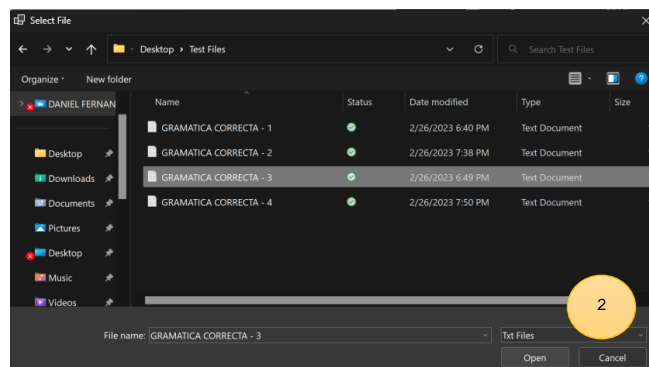 Select File
Desktop › Test Files
Search Test Files
Organize
New folder
DANIEL FERNAN
Name
Status
Date modified
Type
Size
GRAMATICA CORRECTA - 1
2/26/2023 6:40 PM
Text Document
Desktop
GRAMATICA CORRECTA - 2
2/26/2023 7:38 PM
Text Document
Downloads
GRAMATICA CORRECTA - 3
2/26/2023 6:49 PM
Text Document
Documents
GRAMATICA CORRECTA - 4
2/26/2023 7:50 PM
Text Document
Pictures
Desktop
Music
Videos
2
File name: GRAMATICA CORRECTA - 3
Txt Files
Open
Cancel